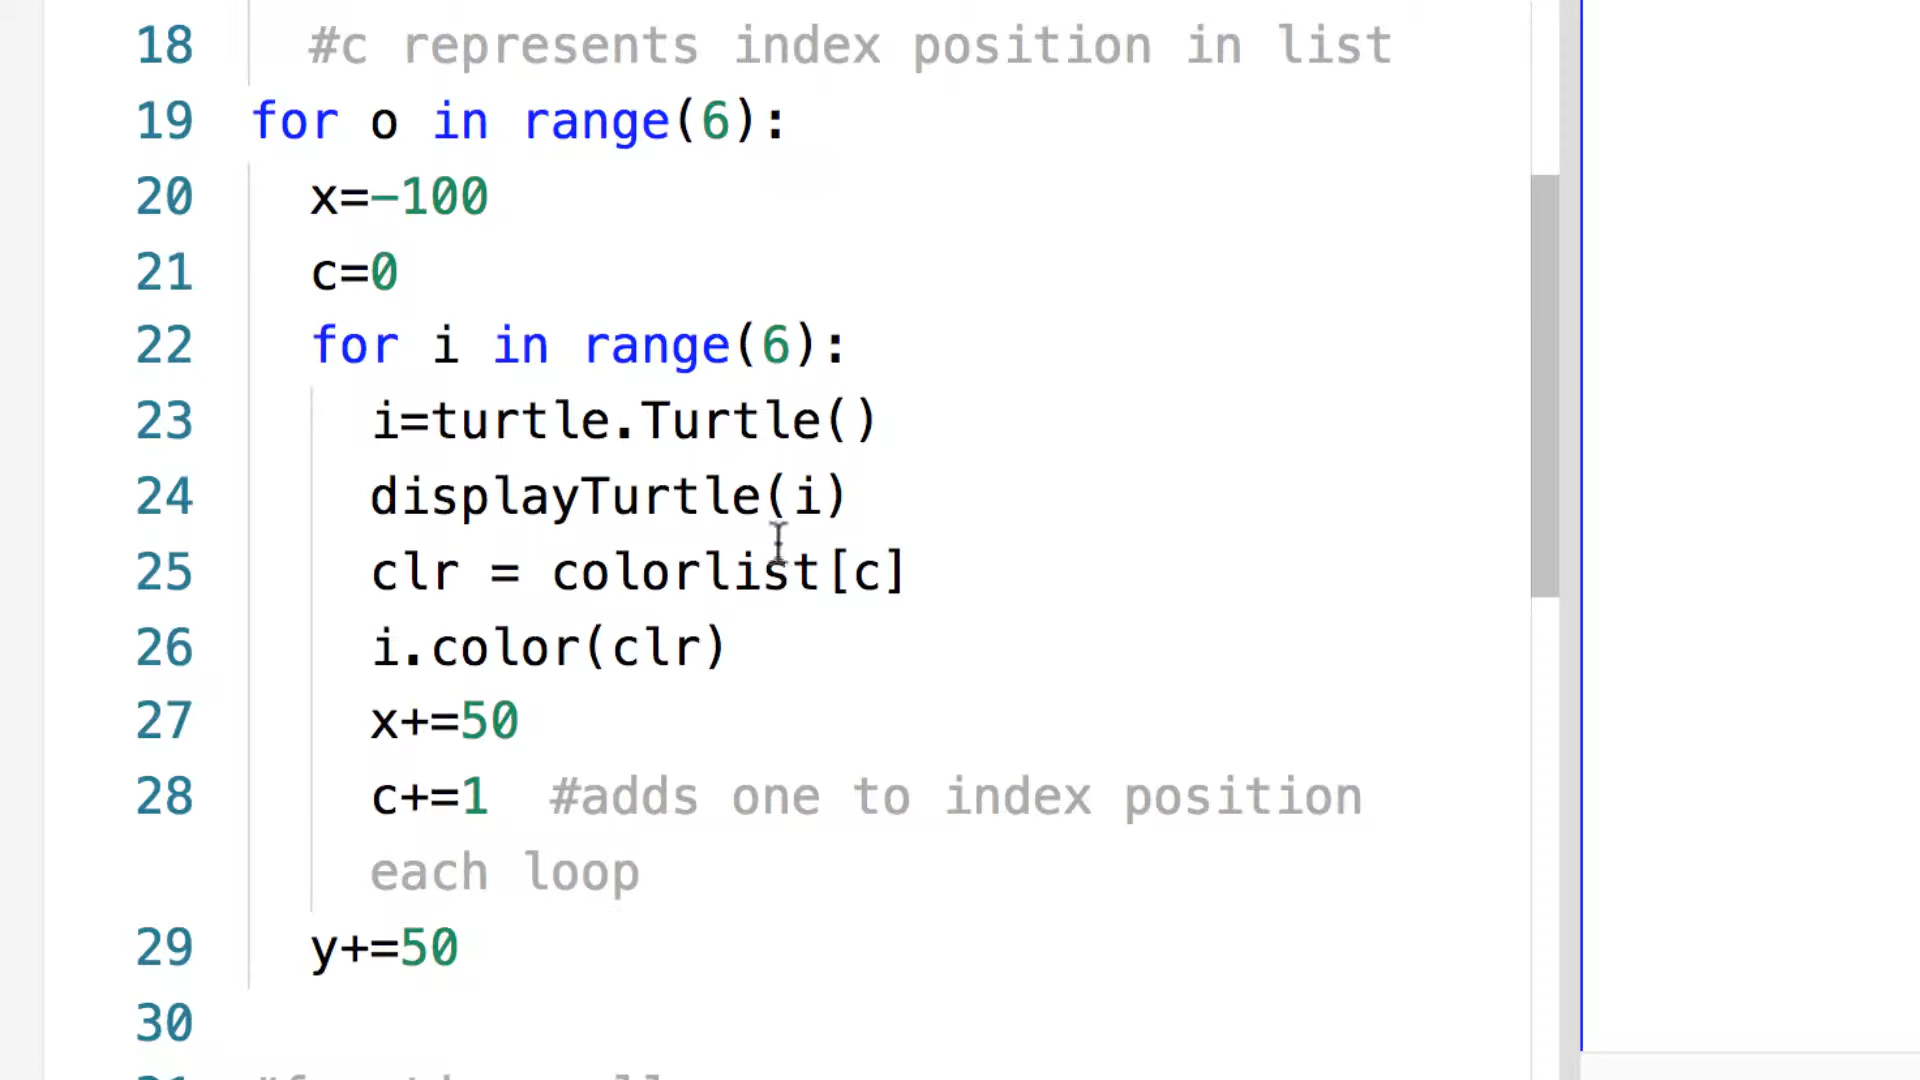 18 #c represents index position in list
19 for o in range(6):
20 x=-100
21 c=0
22 for i in range(6):
23 i=turtle.Turtle()
24 displayTurtle(i)
25 clr = colorlist[c]
26 i.color(clr)
27 x+=50
28 c+=1 #adds one to index position
each loop
29 y+=50
30